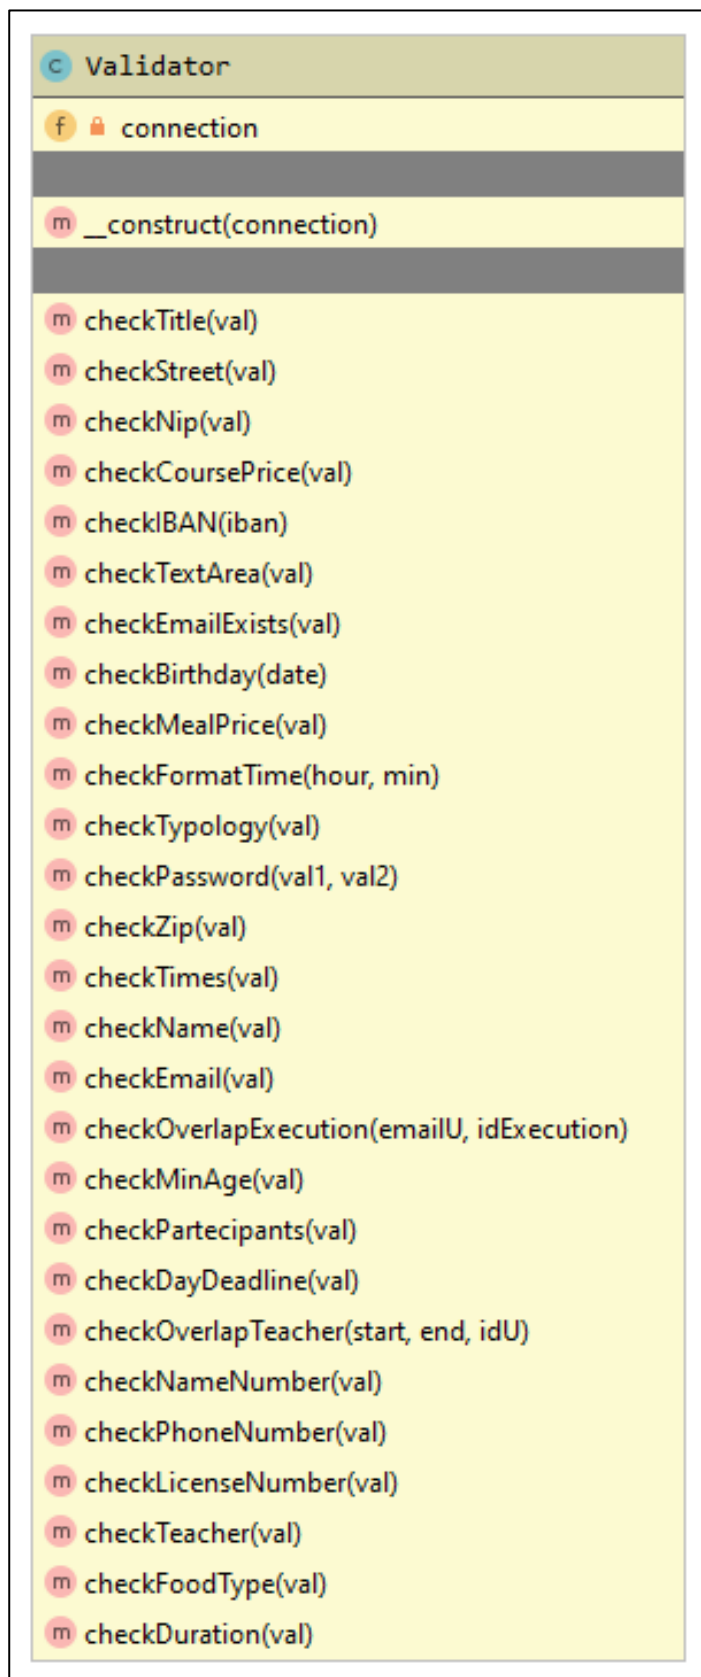 C Validator
f connection
m __construct(connection)
m checkTitle(val)
m checkStreet(val)
m checkNip(val)
m checkCoursePrice(val)
m checkIBAN(iban)
m checkTextArea(val)
m checkEmailExists(val)
m checkBirthday(date)
m checkMealPrice(val)
m checkFormatTime(hour, min)
m checkTypology(val)
m checkPassword(val1, val2)
m checkZip(val)
m checkTimes(val)
m checkName(val)
m checkEmail(val)
m checkOverlapExecution(emailU, idExecution)
m checkMinAge(val)
m checkPartecipants(val)
m checkDayDeadline(val)
m checkOverlapTeacher(start, end, idU)
m checkNameNumber(val)
m checkPhoneNumber(val)
m checkLicenseNumber(val)
m checkTeacher(val)
m checkFoodType(val)
m checkDuration(val)